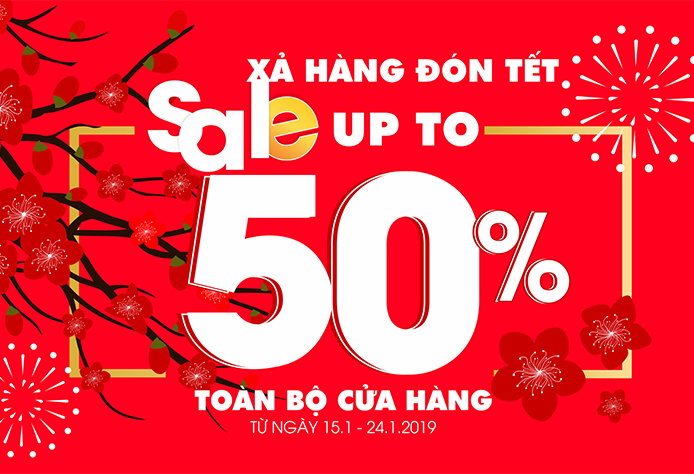 XẢ HÀNG ĐÓN TẾT
Sale UP TO
50%
TOÀN BỘ CỬA HÀNG
TỪ NGÀY 15.1 - 24.1.2019